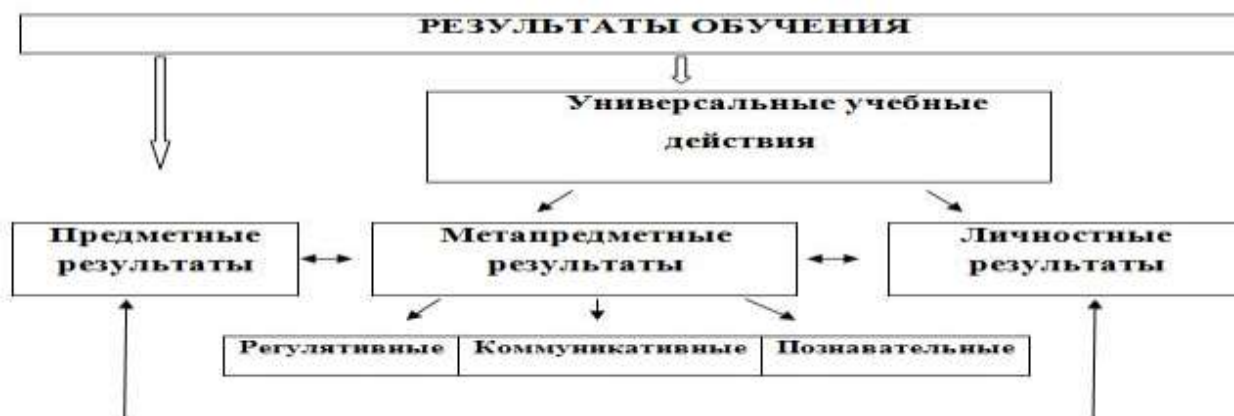 РЕЗУЛЬТАТЫ ОБУЧЕНИЯ
Универсальные учебные
действия
Предметные
результаты
Метапредметные
результаты
Личностные
результаты
Регулятивные
Коммуникативные
Познавательные